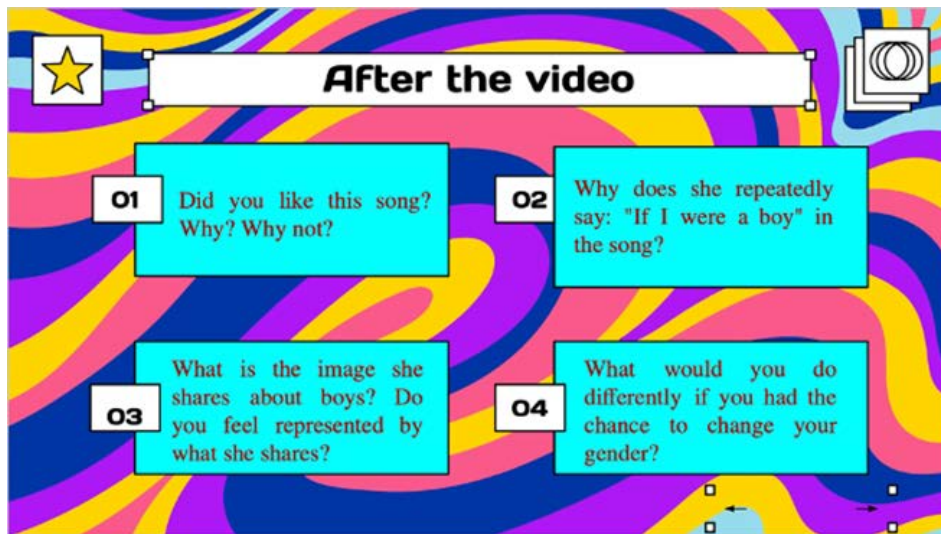 After the video
01
Did you like this song?
Why? Why not?
02
Why does she repeatedly
say: "If I were a boy" in
the song?
03
What is the image she
shares about boys? Do
you feel represented by
what she shares?
04
What would you do
differently if you had the
chance to change your
gender?